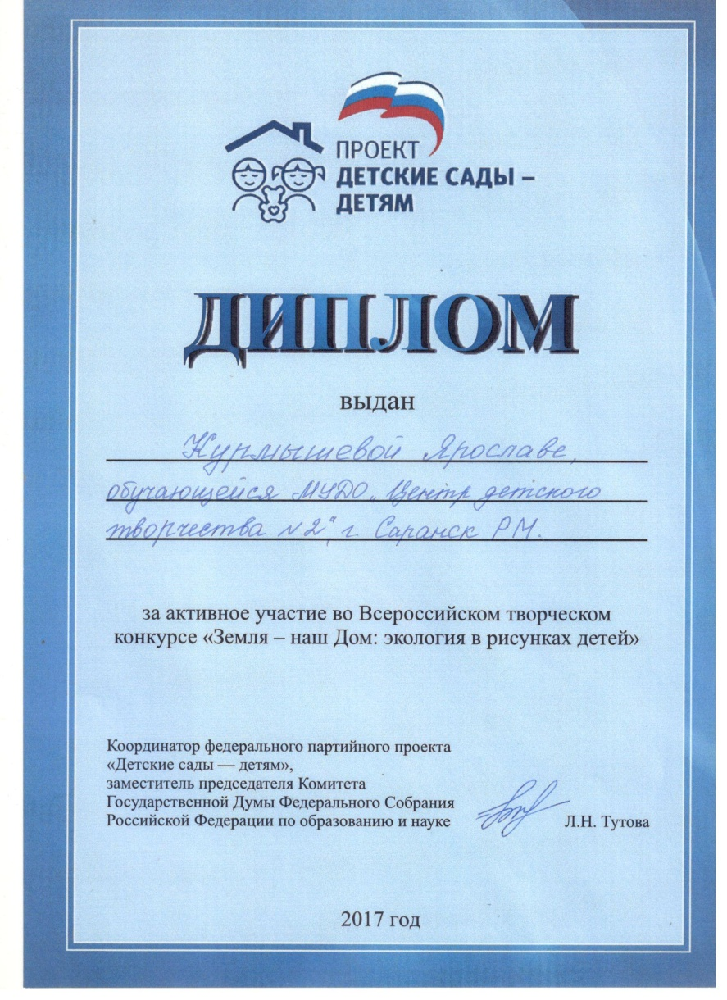 ПРОЕКТ
ДЕТСКИЕ САДЫ –
ДЕТЯМ
ДИПЛОМ
выдан
Курмышевой Ярославе,
обучающейся МУДО „Центр детского
творчества №2", г. Саранск РМ.
за активное участие во Всероссийском творческом
конкурсе «Земля – наш Дом: экология в рисунках детей»
Координатор федерального партийного проекта
«Детские сады — детям»,
заместитель председателя Комитета
Государственной Думы Федерального Собрания
Российской Федерации по образованию и науке
Л.Н. Тутова
2017 год